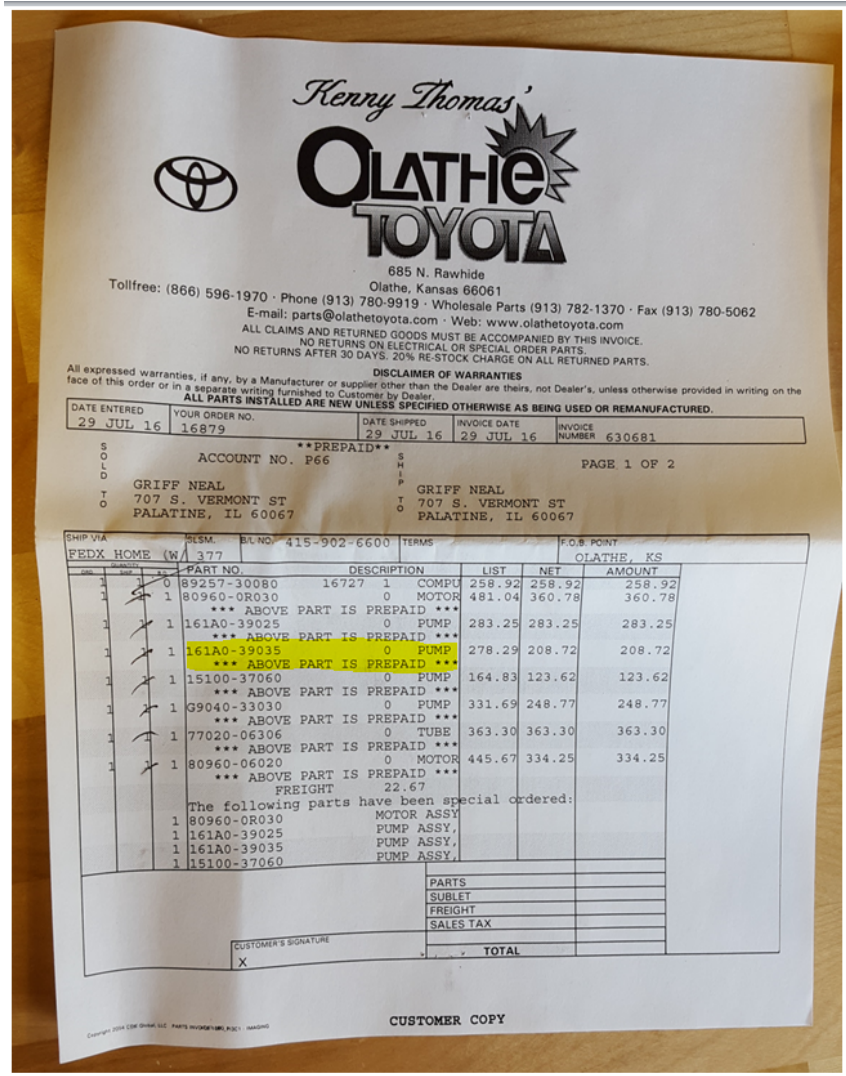 Kenny Thomas'
OLATHE
TOYOTA
685 N. Rawhide
Olathe, Kansas 66061
Tollfree: (866) 596-1970 · Phone (913) 780-9919 · Wholesale Parts (913) 782-1370 · Fax (913) 780-5062
E-mail: parts@olathetoyota.com · Web: www.olathetoyota.com
ALL CLAIMS AND RETURNED GOODS MUST BE ACCOMPANIED BY THIS INVOICE.
NO RETURNS ON ELECTRICAL OR SPECIAL ORDER PARTS.
NO RETURNS AFTER 30 DAYS. 20% RE-STOCK CHARGE ON ALL RETURNED PARTS.
DISCLAIMER OF WARRANTIES
All expressed warranties, if any, by a Manufacturer or supplier other than the Dealer are theirs, not Dealer's, unless otherwise provided in writing on the
face of this order or in a separate writing furnished to Customer by Dealer.
ALL PARTS INSTALLED ARE NEW UNLESS SPECIFIED OTHERWISE AS BEING USED OR REMANUFACTURED.
DATE ENTERED YOUR ORDER NO. DATE SHIPPED INVOICE DATE INVOICE NUMBER
29 JUL 16 16879 29 JUL 16 29 JUL 16 630681
**PREPAID**
SOLD TO ACCOUNT NO. P66 SHIP TO PAGE 1 OF 2
GRIFF NEAL GRIFF NEAL
707 S. VERMONT ST 707 S. VERMONT ST
PALATINE, IL 60067 PALATINE, IL 60067
SHIP VIA SLSM. B/L NO. 415-902-6600 TERMS F.O.B. POINT
FEDX HOME (W/ 377 OLATHE, KS
QUANTITY PART NO. DESCRIPTION LIST NET AMOUNT
ORD. SHIP B.O.
1 1 0 89257-30080 16727 1 COMPU 258.92 258.92 258.92
1 1 1 80960-0R030 0 MOTOR 481.04 360.78 360.78
*** ABOVE PART IS PREPAID ***
1 1 1 161A0-39025 0 PUMP 283.25 283.25 283.25
*** ABOVE PART IS PREPAID ***
1 1 1 161A0-39035 0 PUMP 278.29 208.72 208.72
*** ABOVE PART IS PREPAID ***
1 1 1 15100-37060 0 PUMP 164.83 123.62 123.62
*** ABOVE PART IS PREPAID ***
1 1 1 G9040-33030 0 PUMP 331.69 248.77 248.77
*** ABOVE PART IS PREPAID ***
1 1 1 77020-06306 0 TUBE 363.30 363.30 363.30
*** ABOVE PART IS PREPAID ***
1 1 1 80960-06020 0 MOTOR 445.67 334.25 334.25
*** ABOVE PART IS PREPAID ***
FREIGHT 22.67
The following parts have been special ordered:
1 80960-0R030 MOTOR ASSY
1 161A0-39025 PUMP ASSY,
1 161A0-39035 PUMP ASSY,
1 15100-37060 PUMP ASSY,
PARTS
SUBLET
FREIGHT
SALES TAX
CUSTOMER'S SIGNATURE
X
TOTAL
CUSTOMER COPY